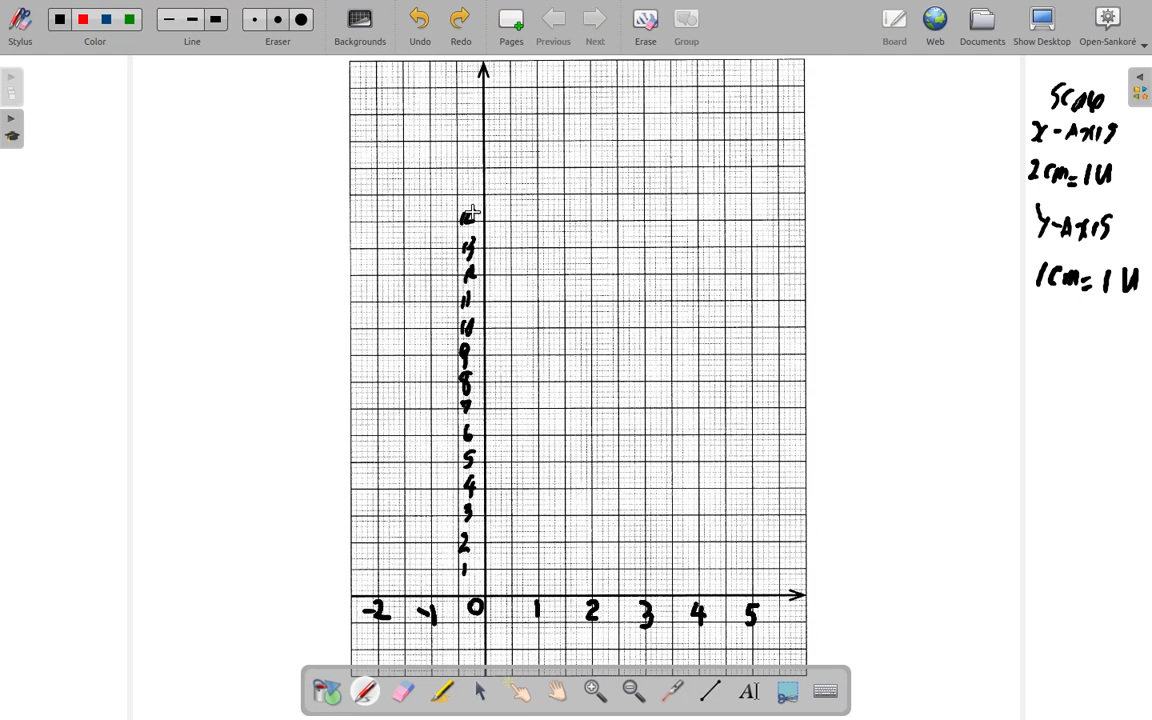 Stylus Color Line Eraser Backgrounds Undo Redo Pages Previous Next Erase Group Board Web Documents Show Desktop Open-Sankoré
X-AXIS
2cm=1U
Y-AXIS
1cm=1U
14
13
12
11
10
9
8
7
6
5
4
3
2
1
-2 -1 0 1 2 3 4 5